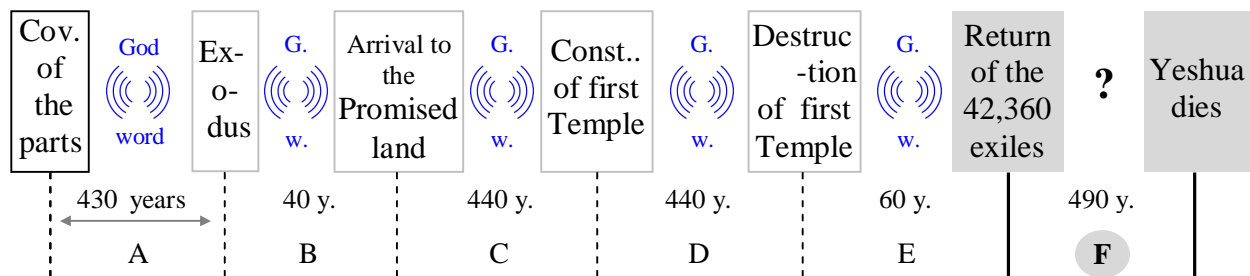 Cov.
of
the
parts
God
word
Ex-
o-
dus
G.
w.
Arrival to
the
Promised
land
G.
w.
Const..
of first
Temple
G.
w.
Destruc
-tion
of first
Temple
G.
w.
Return
of the
42,360
exiles
?
Yeshua
dies
430 years
40 y.
440 y.
440 y.
60 y.
490 y.
A
B
C
D
E
F